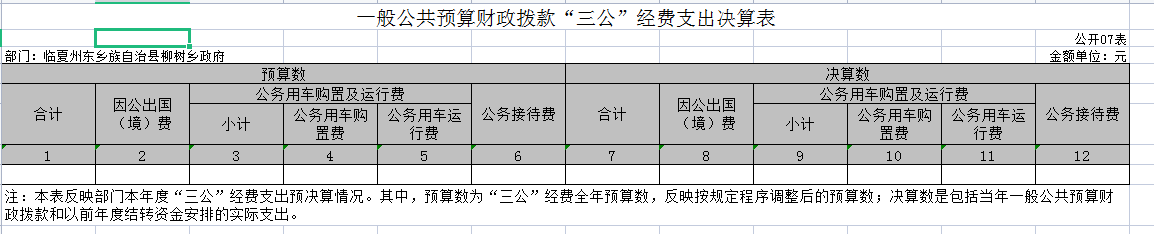 一般公共预算财政拨款“三公”经费支出决算表
公开07表
部门：临夏州东乡族自治县柳树乡政府 金额单位：元
预算数 决算数
合计 因公出国（境）费 公务用车购置及运行费 公务接待费 合计 因公出国（境）费 公务用车购置及运行费 公务接待费
小计 公务用车购置费 公务用车运行费 小计 公务用车购置费 公务用车运行费
1 2 3 4 5 6 7 8 9 10 11 12
注：本表反映部门本年度“三公”经费支出预决算情况。其中，预算数为“三公”经费全年预算数，反映按规定程序调整后的预算数；决算数是包括当年一般公共预算财
政拨款和以前年度结转资金安排的实际支出。